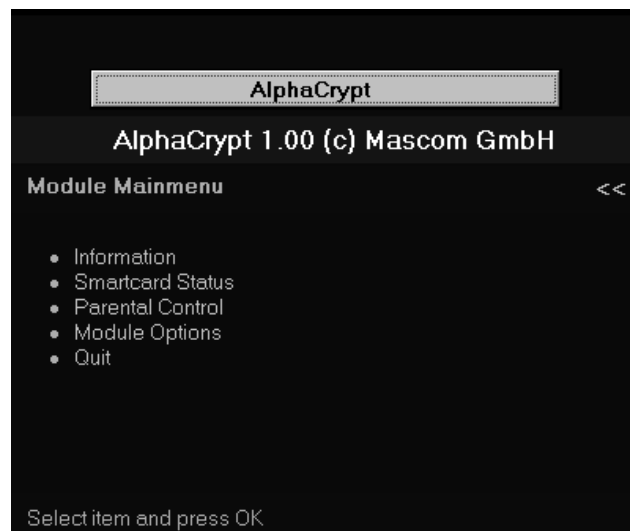 AlphaCrypt
AlphaCrypt 1.00 (c) Mascom GmbH
Module Mainmenu <<
● Information
● Smartcard Status
● Parental Control
● Module Options
● Quit
Select item and press OK